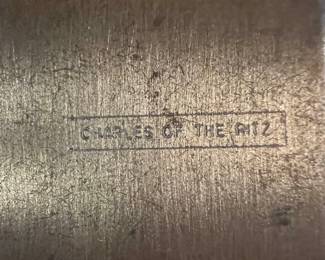 CHARLES OF THE RITZ